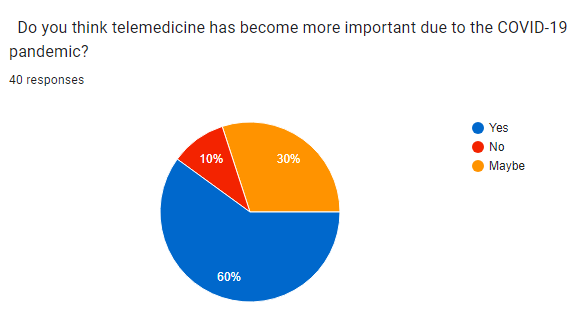 Do you think telemedicine has become more important due to the COVID-19
pandemic?
40 responses
Yes
No
Maybe
10%
30%
60%